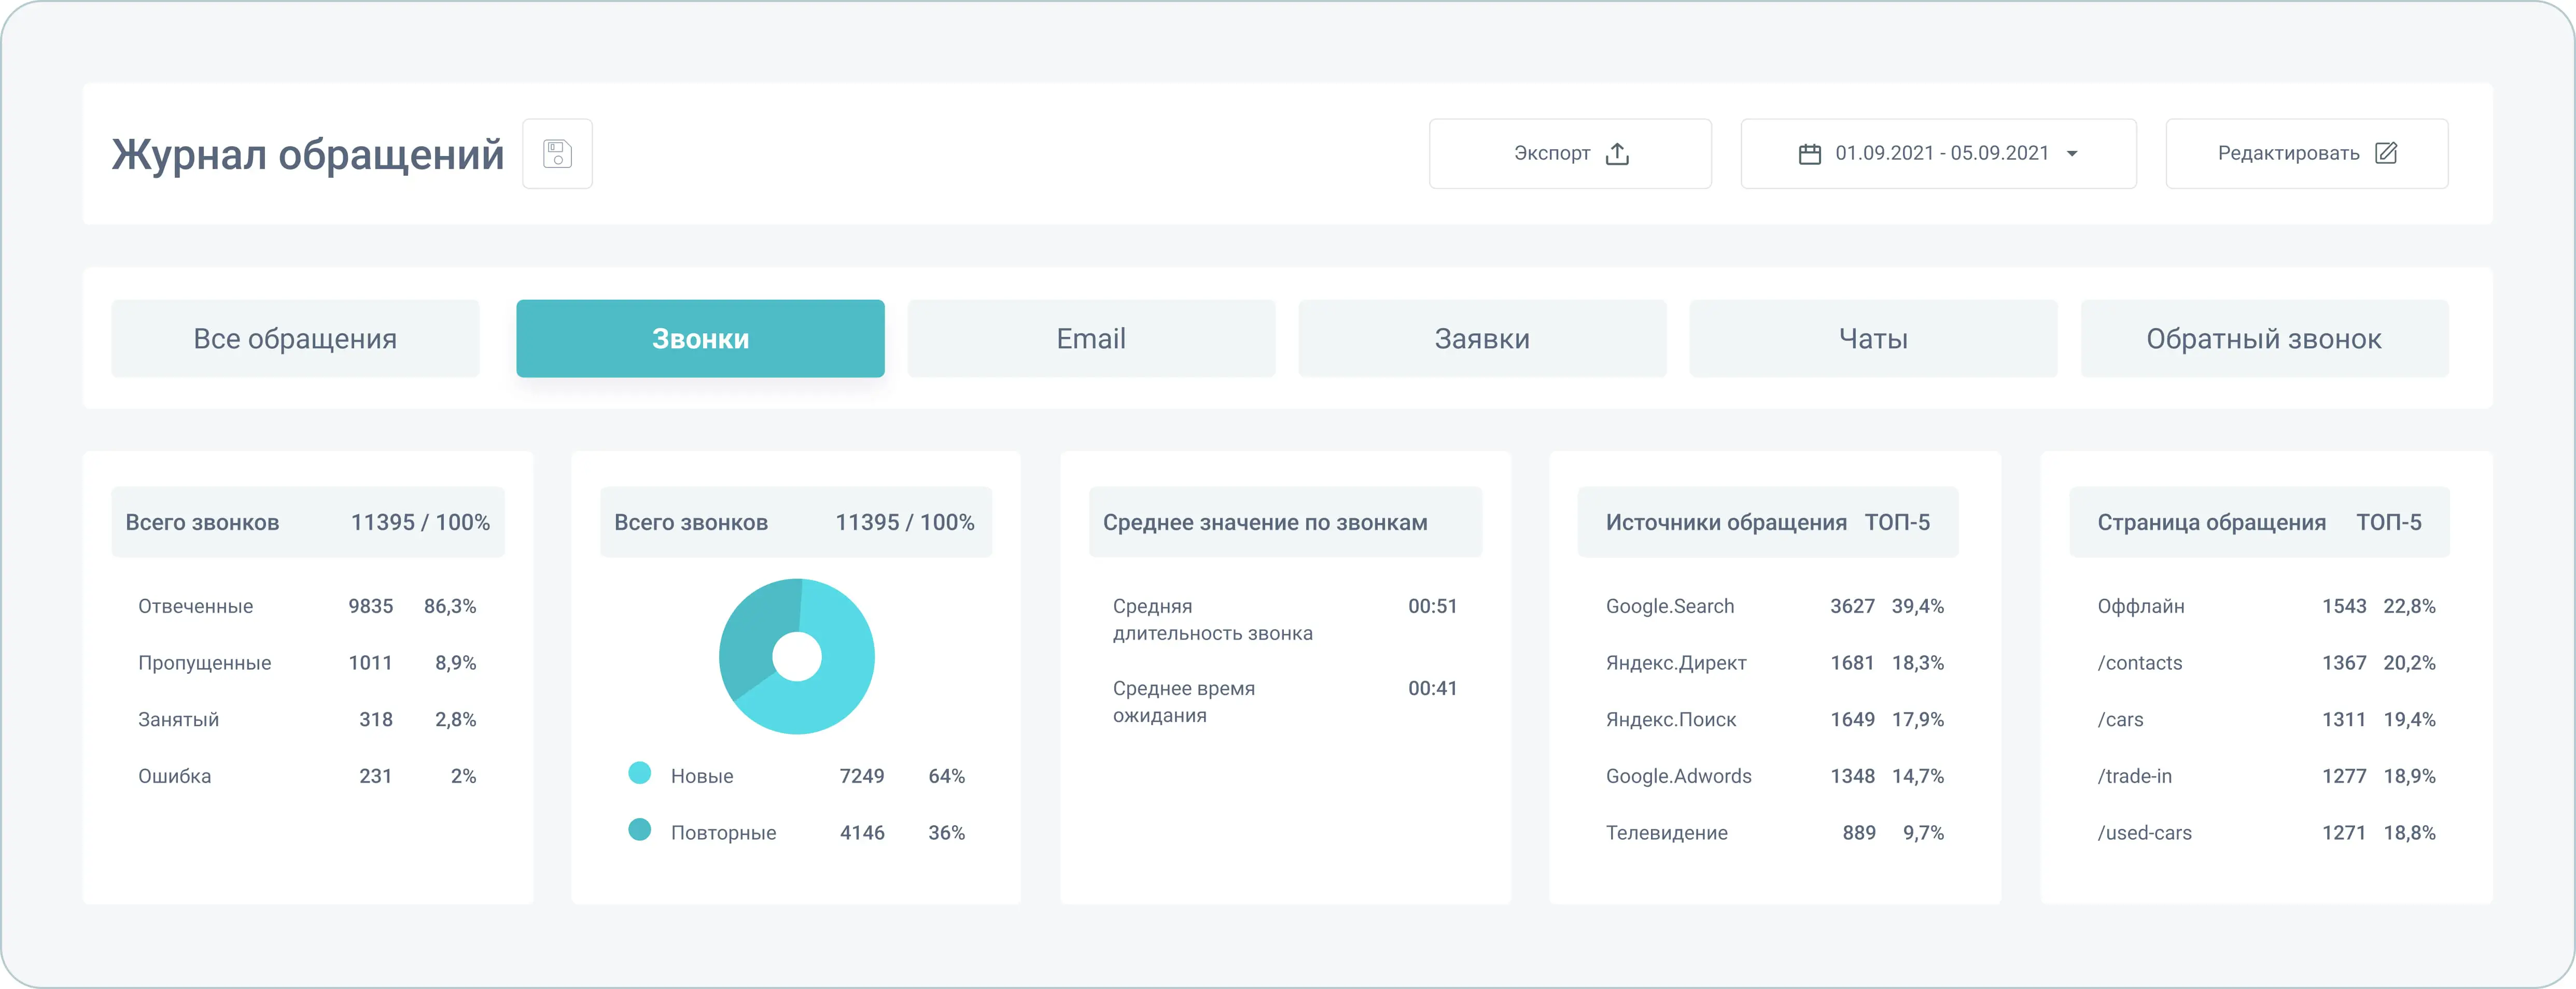 Журнал обращений
Экспорт
01.09.2021 - 05.09.2021
Редактировать
Все обращения
Звонки
Email
Заявки
Чаты
Обратный звонок
Всего звонков 11395 / 100%
Отвеченные 9835 86,3%
Пропущенные 1011 8,9%
Занятый 318 2,8%
Ошибка 231 2%
Всего звонков 11395 / 100%
Новые 7249 64%
Повторные 4146 36%
Среднее значение по звонкам
Средняя 00:51
длительность звонка
Среднее время 00:41
ожидания
Источники обращения ТОП-5
Google.Search 3627 39,4%
Яндекс.Директ 1681 18,3%
Яндекс.Поиск 1649 17,9%
Google.Adwords 1348 14,7%
Телевидение 889 9,7%
Страница обращения ТОП-5
Оффлайн 1543 22,8%
/contacts 1367 20,2%
/cars 1311 19,4%
/trade-in 1277 18,9%
/used-cars 1271 18,8%